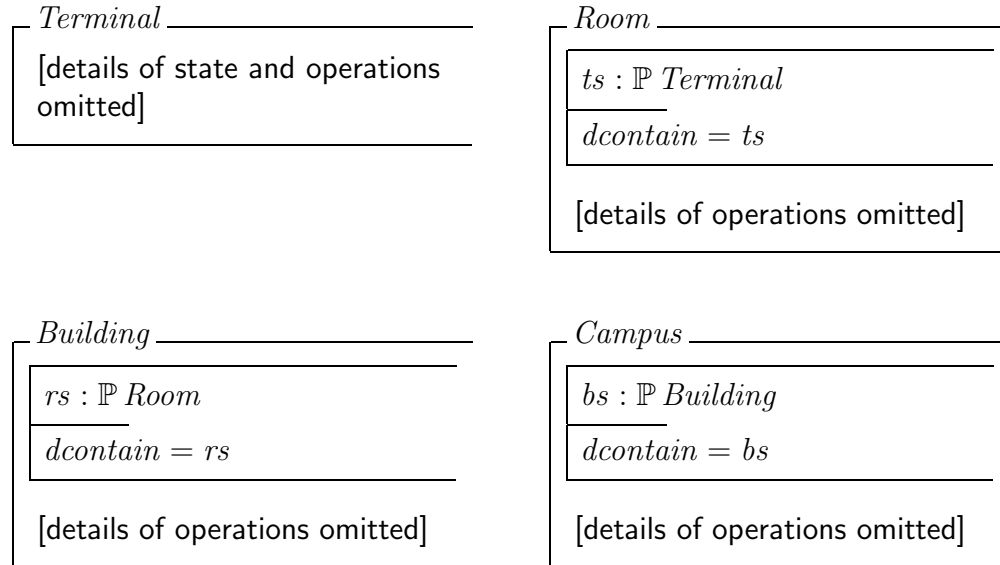 Terminal
[details of state and operations
omitted]
Room
ts : ℙ Terminal
dcontain = ts
[details of operations omitted]
Building
rs : ℙ Room
dcontain = rs
[details of operations omitted]
Campus
bs : ℙ Building
dcontain = bs
[details of operations omitted]